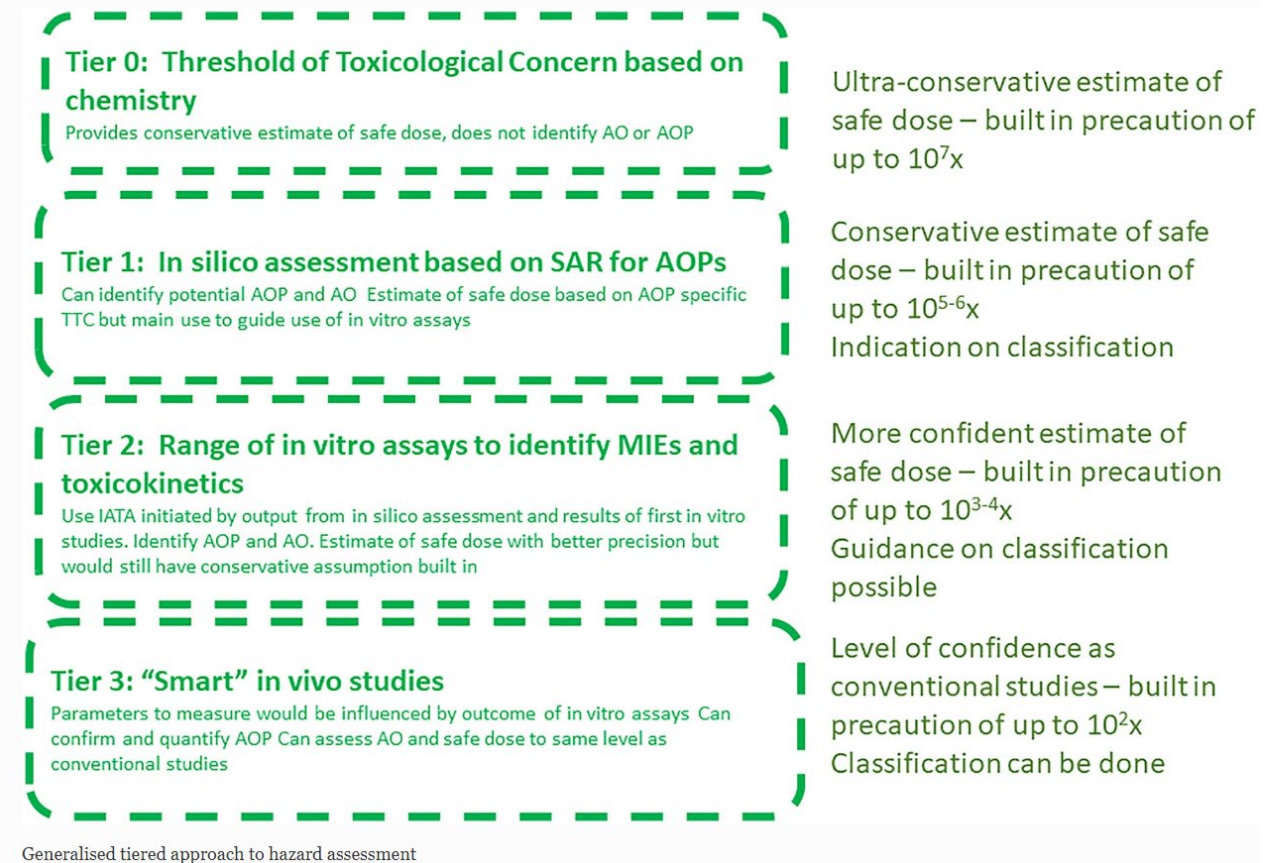 Tier 0:  Threshold of Toxicological Concern based on
chemistry
Provides conservative estimate of safe dose, does not identify AO or AOP
Ultra-conservative estimate of
safe dose – built in precaution of
up to 10⁷x
Tier 1:  In silico assessment based on SAR for AOPs
Can identify potential AOP and AO  Estimate of safe dose based on AOP specific
TTC but main use to guide use of in vitro assays
Conservative estimate of safe
dose – built in precaution of
up to 10⁵⁻⁶x
Indication on classification
Tier 2:  Range of in vitro assays to identify MIEs and
toxicokinetics
Use IATA initiated by output from in silico assessment and results of first in vitro
studies. Identify AOP and AO. Estimate of safe dose with better precision but
would still have conservative assumption built in
More confident estimate of
safe dose – built in precaution
of up to 10³⁻⁴x
Guidance on classification
possible
Tier 3: “Smart” in vivo studies
Parameters to measure would be influenced by outcome of in vitro assays  Can
confirm and quantify AOP Can assess AO and safe dose to same level as
conventional studies
Level of confidence as
conventional studies – built in
precaution of up to 10²x
Classification can be done
Generalised tiered approach to hazard assessment